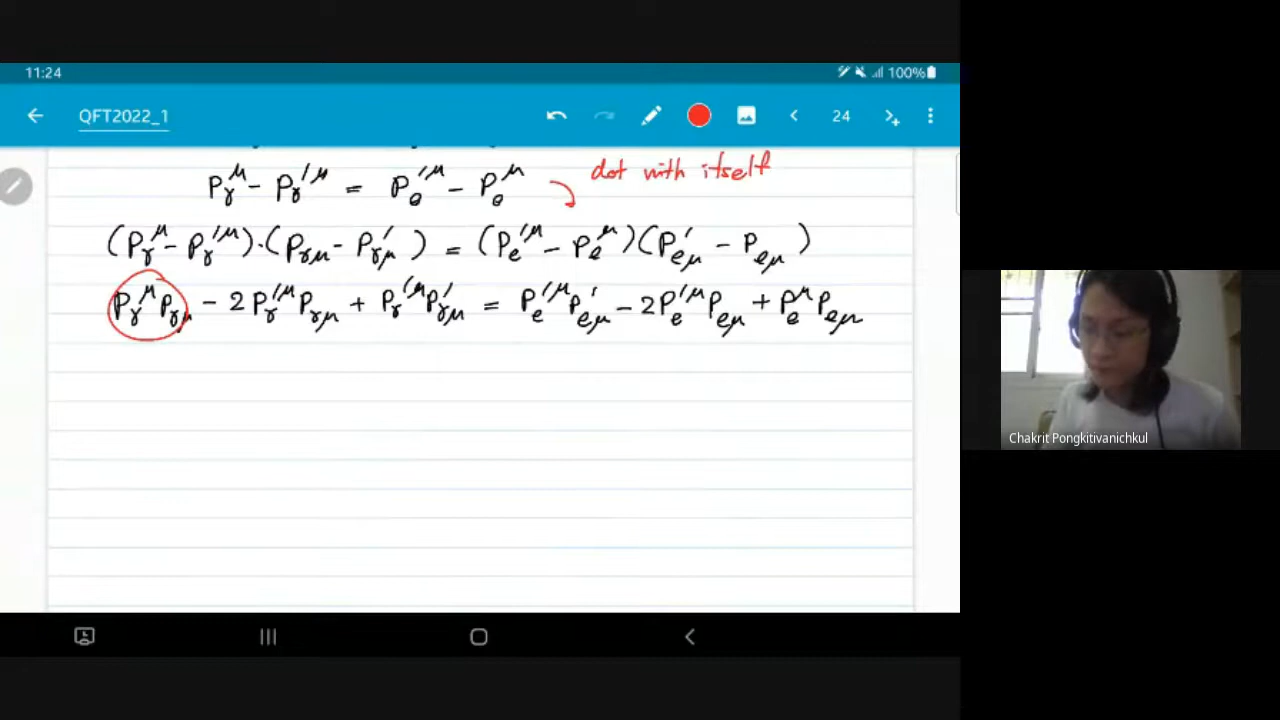 11:24
100%
QFT2022_1
24
dot with itself
P_γ^μ - P_γ'^μ = P_e'^μ - P_e^μ
(P_γ^μ - P_γ'^μ)·(P_γμ - P_γμ') = (P_e'^μ - P_e^μ)(P_eμ' - P_eμ)
P_γ^μ P_γμ - 2P_γ'^μ P_γμ + P_γ'^μ P_γμ' = P_e'^μ P_eμ' - 2P_e'^μ P_eμ + P_e^μ P_eμ
Chakrit Pongkitivanichkul